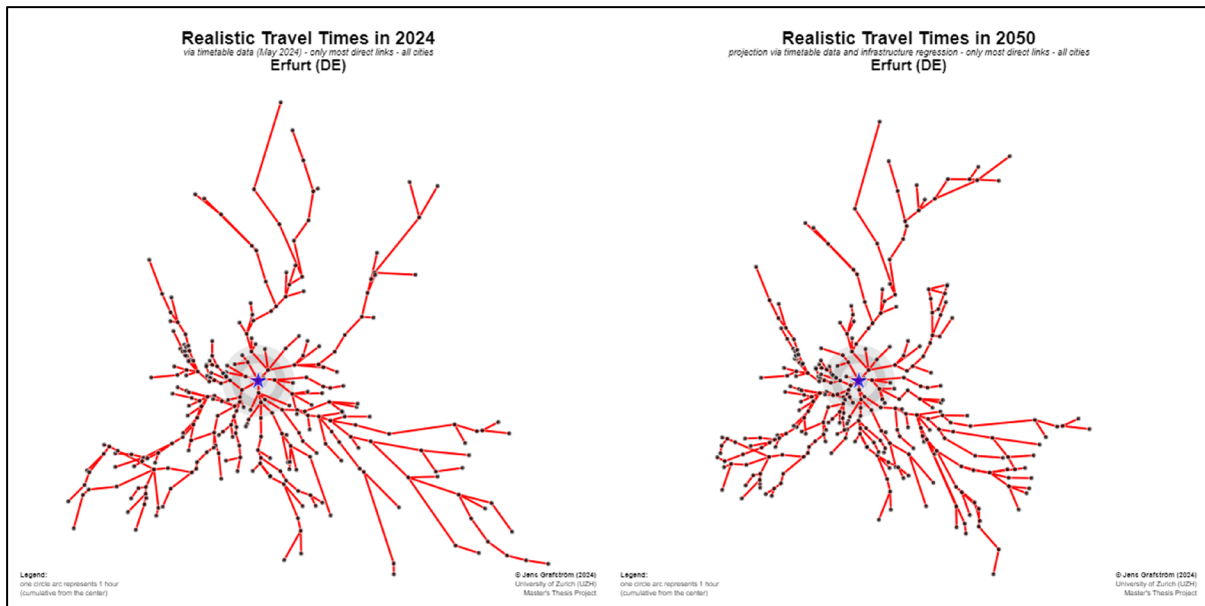 Realistic Travel Times in 2024
via timetable data (May 2024) - only most direct links - all cities
Erfurt (DE)
Legend:
one circle arc represents 1 hour
(cumulative from the center)
© Jens Grafström (2024)
University of Zurich (UZH)
Master's Thesis Project
Realistic Travel Times in 2050
projection via timetable data and infrastructure regression - only most direct links - all cities
Erfurt (DE)
Legend:
one circle arc represents 1 hour
(cumulative from the center)
© Jens Grafström (2024)
University of Zurich (UZH)
Master's Thesis Project